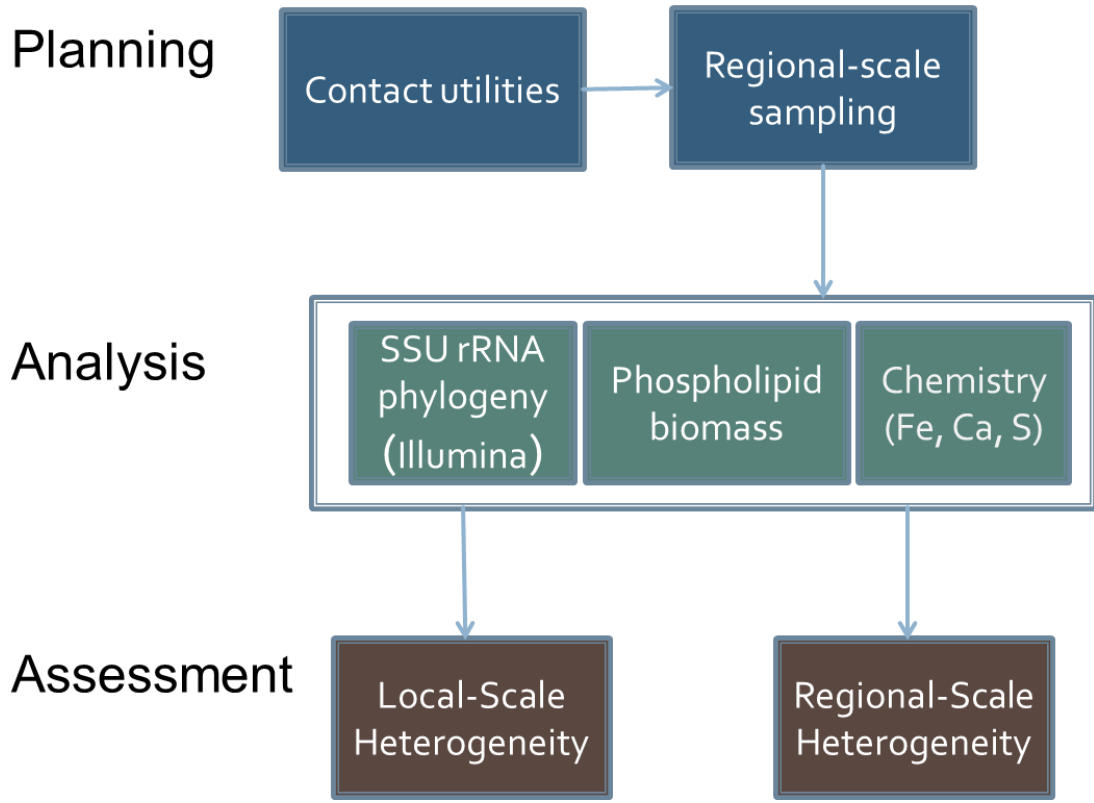 Planning
Contact utilities
Regional-scale
sampling
Analysis
SSU rRNA
phylogeny
(Illumina)
Phospholipid
biomass
Chemistry
(Fe, Ca, S)
Assessment
Local-Scale
Heterogeneity
Regional-Scale
Heterogeneity